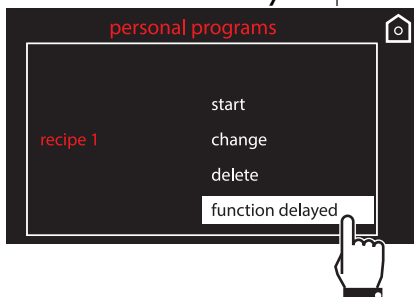 personal programs
start
recipe 1
change
delete
function delayed